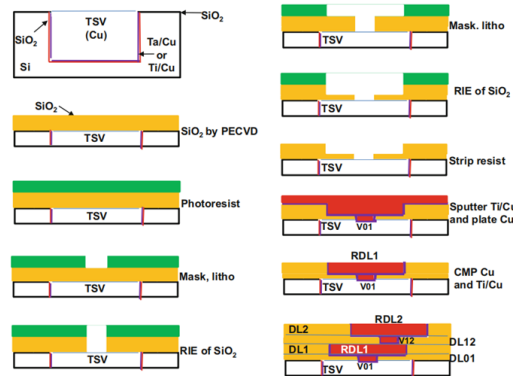 SiO2
TSV
(Cu)
SiO2
Ta/Cu
or
Ti/Cu
Si
SiO2
TSV
SiO2 by PECVD
Photoresist
TSV
Mask, litho
TSV
RIE of SiO2
TSV
Mask. litho
TSV
RIE of SiO2
TSV
Strip resist
TSV
Sputter Ti/Cu
and plate Cu
TSV
V01
RDL1
CMP Cu
and Ti/Cu
TSV
V01
RDL2
DL2
V12
DL12
DL1
RDL1
DL01
V01
TSV